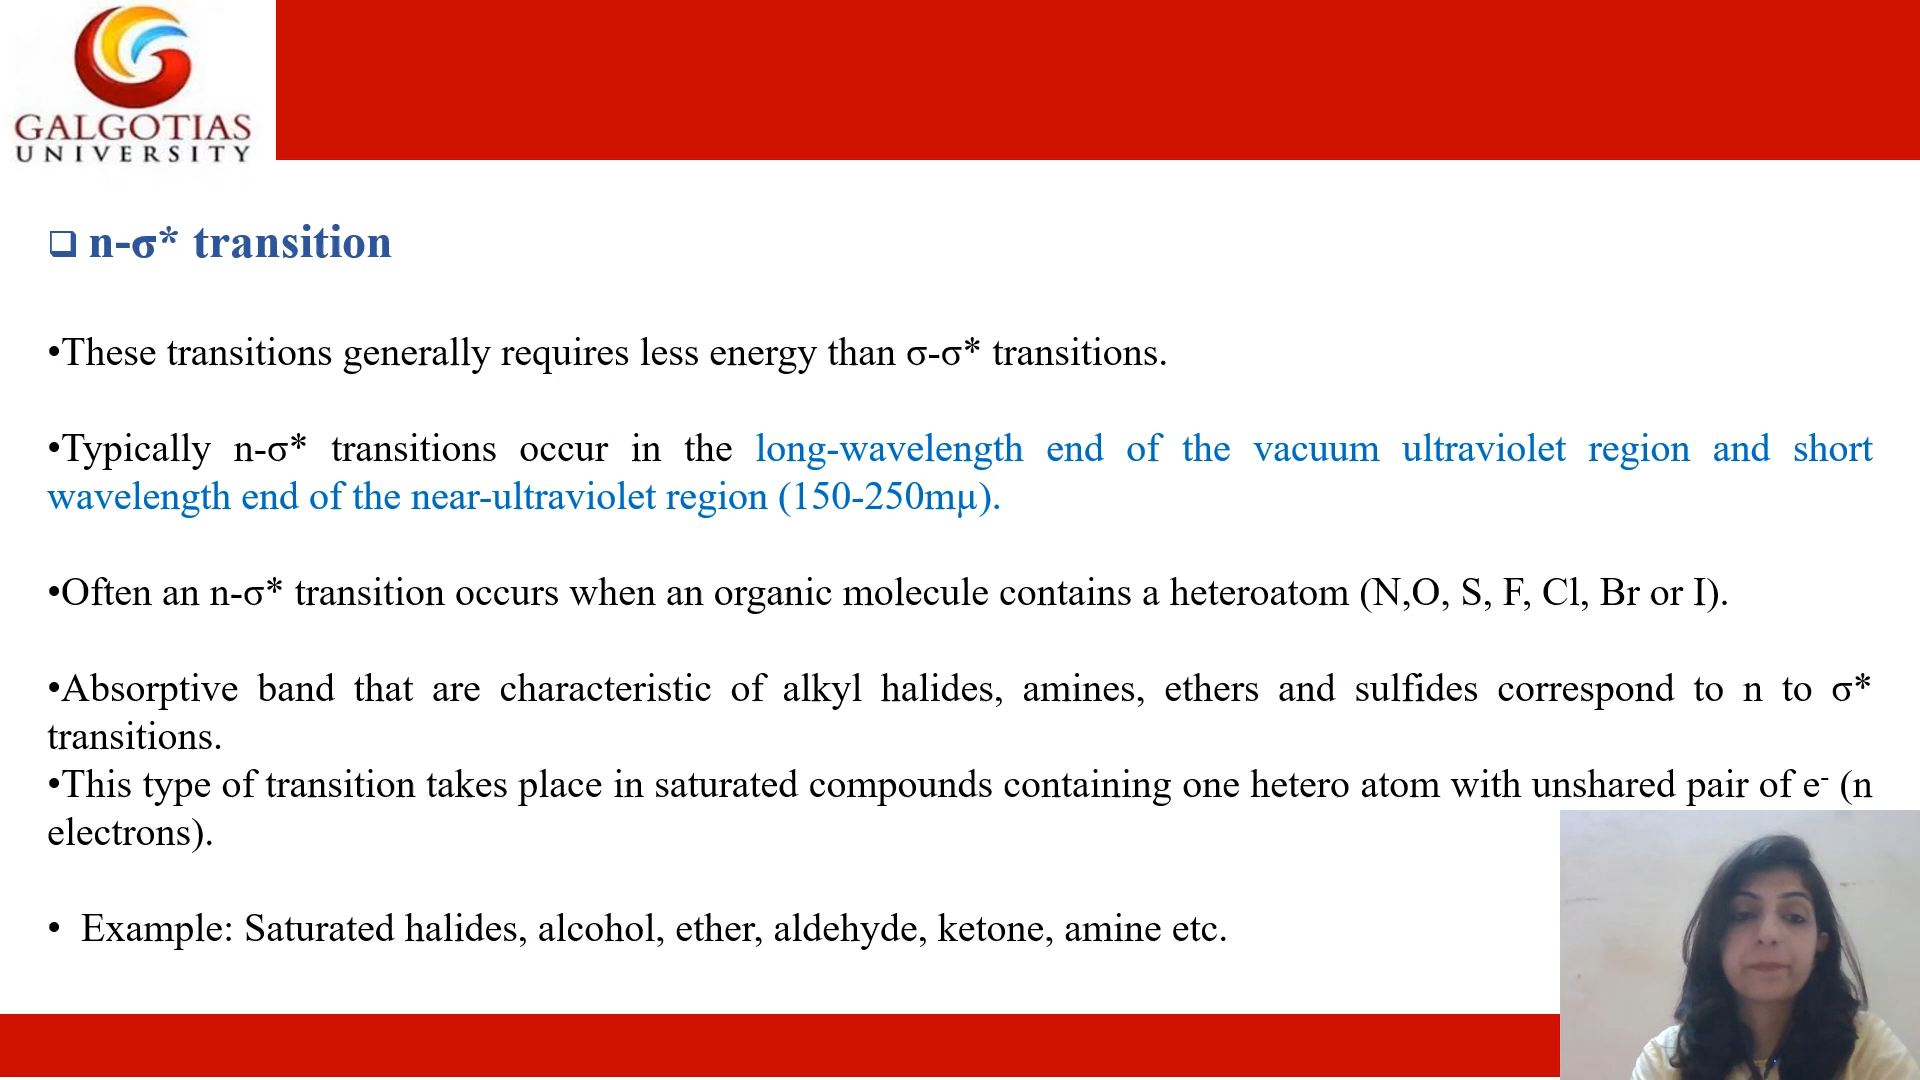 GALGOTIAS
UNIVERSITY
❑ n-σ* transition
•These transitions generally requires less energy than σ-σ* transitions.
•Typically n-σ* transitions occur in the long-wavelength end of the vacuum ultraviolet region and short
wavelength end of the near-ultraviolet region (150-250mµ).
•Often an n-σ* transition occurs when an organic molecule contains a heteroatom (N,O, S, F, Cl, Br or I).
•Absorptive band that are characteristic of alkyl halides, amines, ethers and sulfides correspond to n to σ*
transitions.
•This type of transition takes place in saturated compounds containing one hetero atom with unshared pair of e⁻ (n
electrons).
• Example: Saturated halides, alcohol, ether, aldehyde, ketone, amine etc.